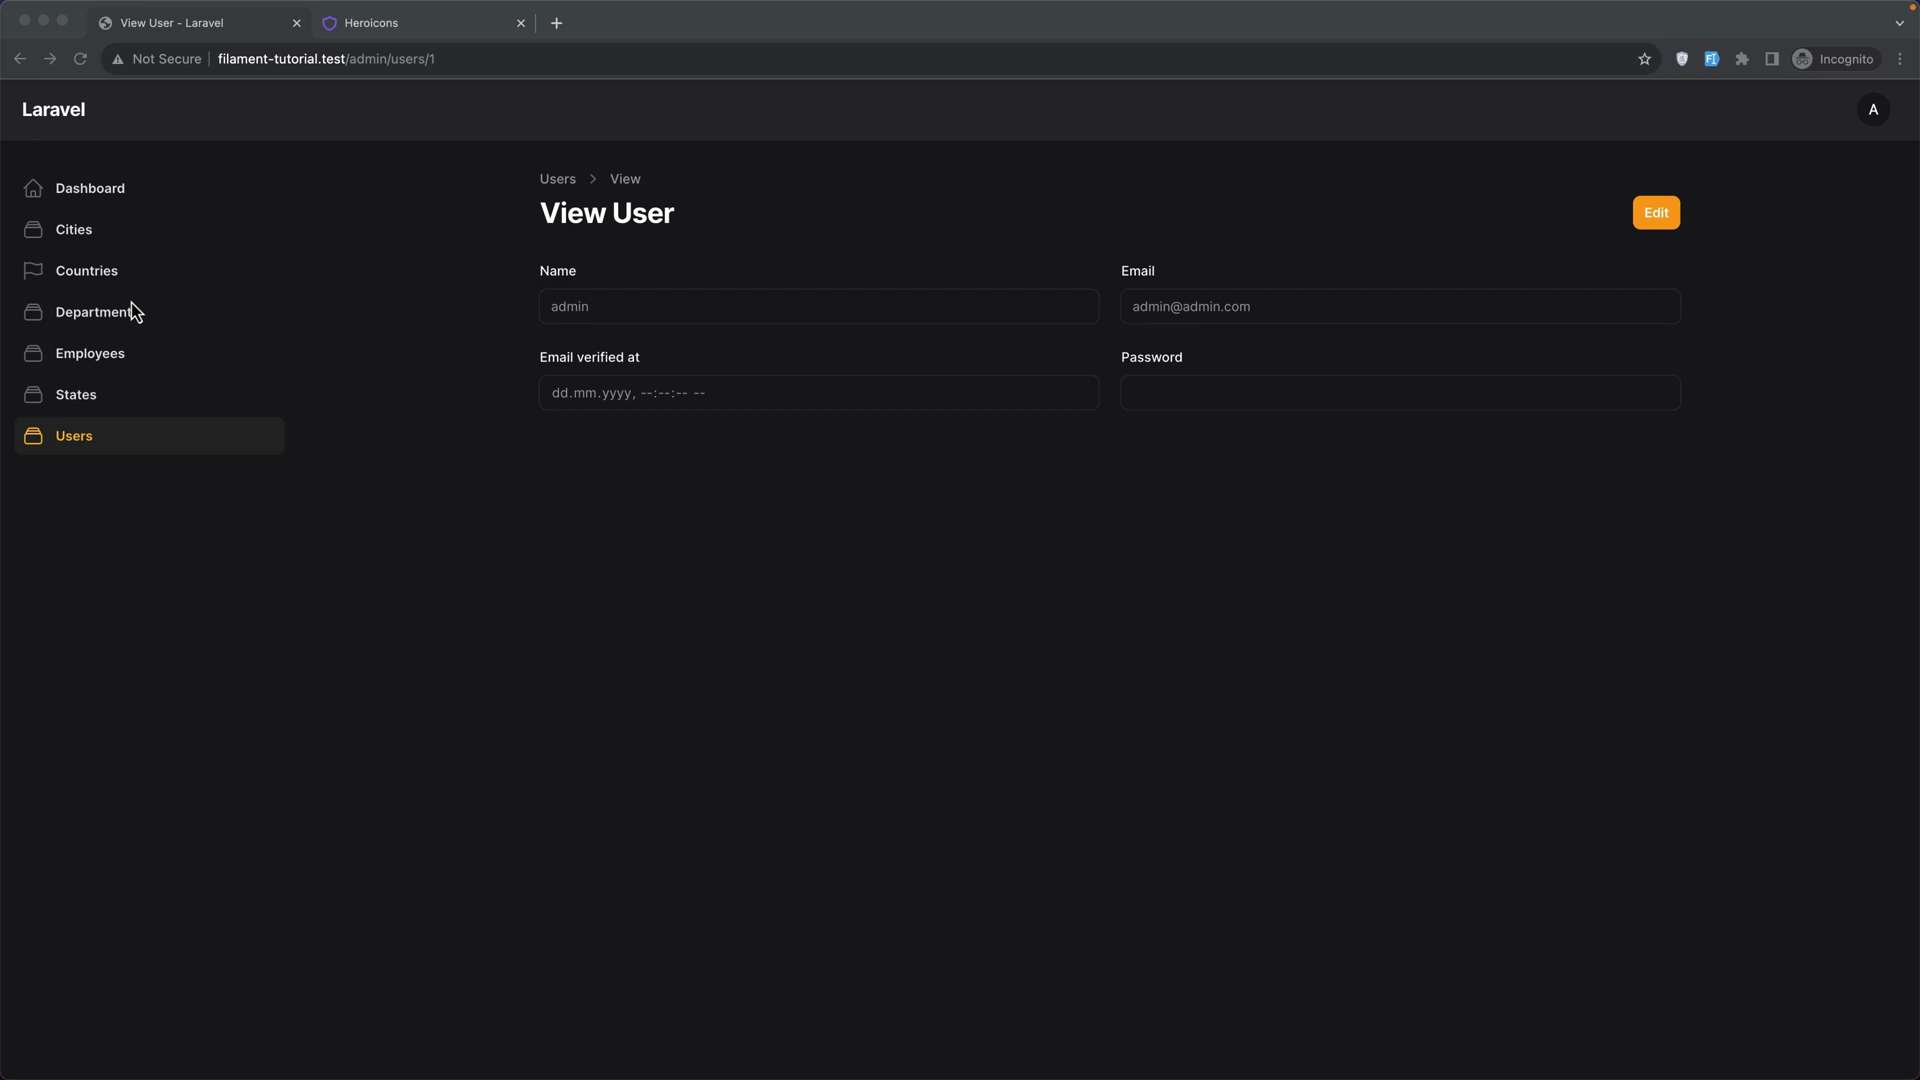 View User - Laravel
Heroicons
Not Secure
filament-tutorial.test/admin/users/1
Incognito
Laravel
A
Dashboard
Cities
Countries
Department
Employees
States
Users
Users > View
View User
Edit
Name
admin
Email
admin@admin.com
Email verified at
dd.mm.yyyy, --:--:-- --
Password